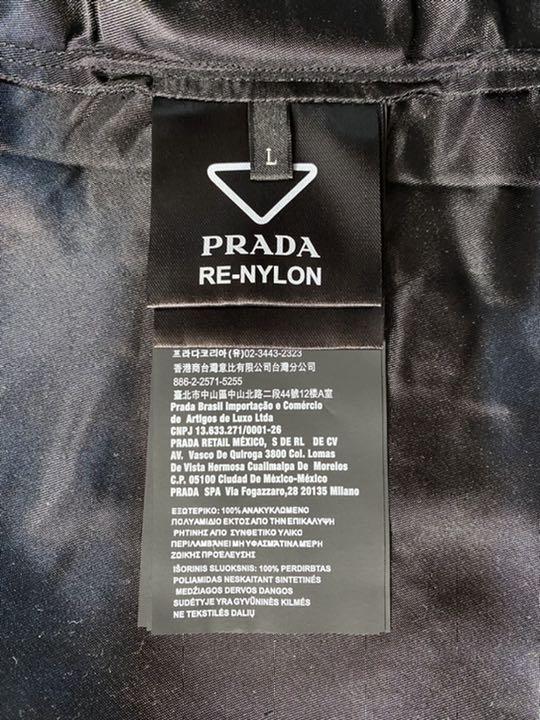 L
PRADA
RE-NYLON
프라다코리아(유)02-3443-2323
香港商台灣意比有限公司台灣分公司
866-2-2571-5255
臺北市中山區中山北路二段44號12樓A室
Prada Brasil Importação e Comércio
de Artigos de Luxo Ltda
CNPJ 13.633.271/0001-26
PRADA RETAIL MÉXICO, S DE RL DE CV
AV. Vasco De Quiroga 3800 Col. Lomas
De Vista Hermosa Cuallmalpa De Morelos
C.P. 05100 Ciudad De México-México
PRADA SPA Via Fogazzaro,28 20135 Milano
ΕΞΩΤΕΡΙΚΟ: 100% ΑΝΑΚΥΚΛΩΜΕΝΟ
ΠΟΛΥΑΜΙΔΙΟ ΕΚΤΟΣ ΑΠΟ ΤΗΝ ΕΠΙΚΑΛΥΨΗ
ΡΗΤΙΝΗΣ ΑΠΟ ΣΥΝΘΕΤΙΚΟ ΥΛΙΚΟ
ΠΕΡΙΛΑΜΒΑΝΕΙ ΜΗ ΥΦΑΣΜΑΤΙΝΑ ΜΕΡΗ
ΖΩΙΚΗΣ ΠΡΟΈΛΕΥΣΗΣ
IŠORINIS SLUOKSNIS: 100% PERDIRBTAS
POLIAMIDAS NESKAITANT SINTETINĖS
MEDŽIAGOS DERVOS DANGOS
SUDĖTYJE YRA GYVŪNINĖS KILMĖS
NE TEKSTILĖS DALIŲ